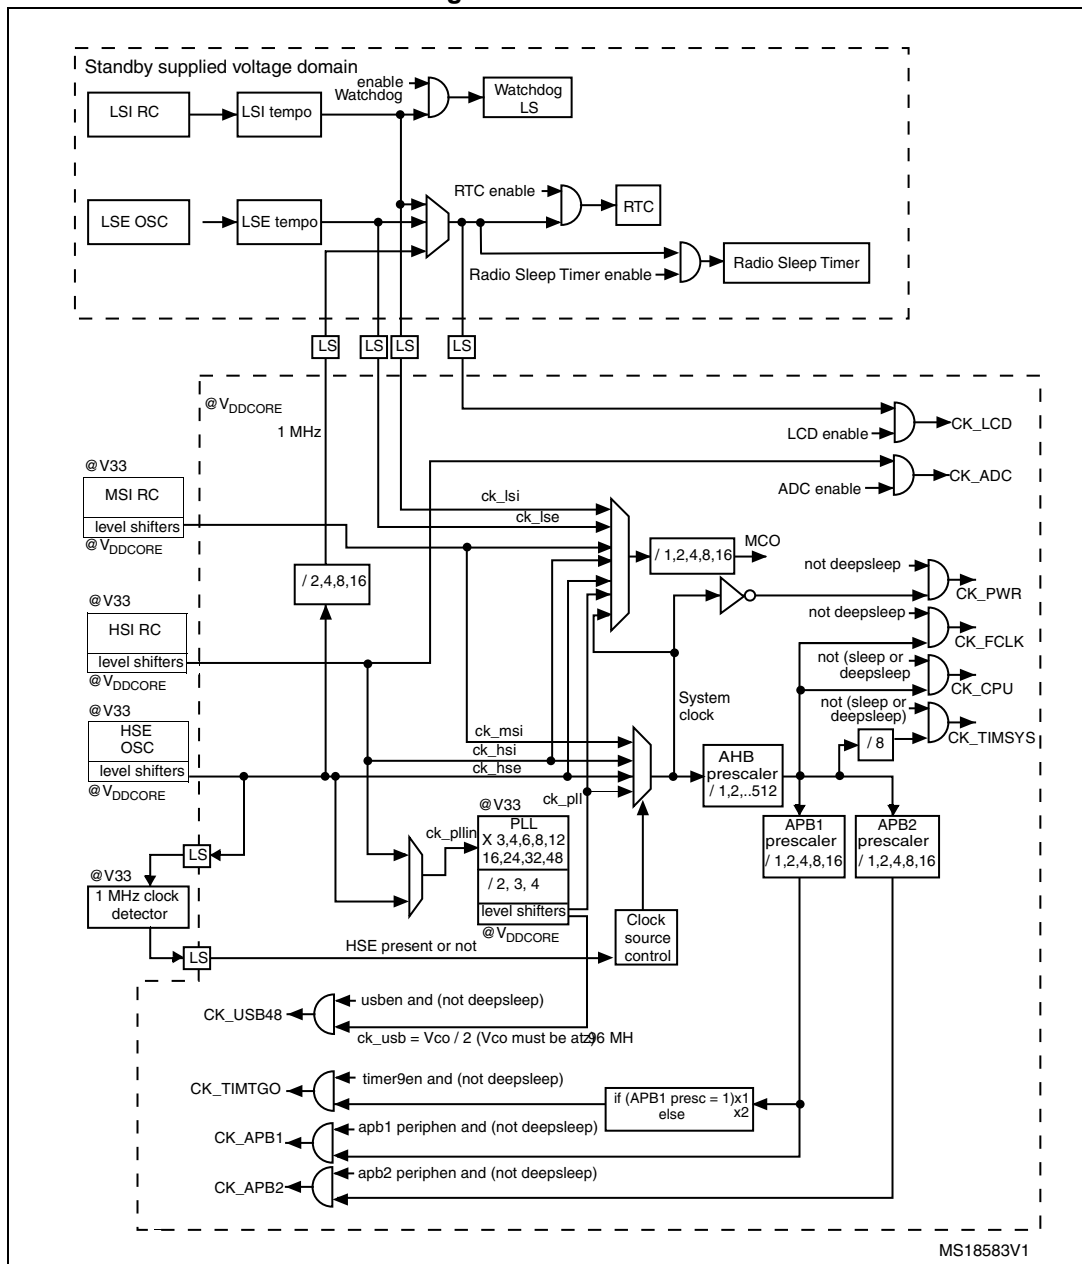 Standby supplied voltage domain
enable
Watchdog
Watchdog
LS
LSI RC
LSI tempo
RTC enable
RTC
LSE OSC
LSE tempo
Radio Sleep Timer enable
Radio Sleep Timer
LS
LS
LS
LS
@VDDCORE
1 MHz
LCD enable
CK_LCD
@V33
MSI RC
level shifters
@VDDCORE
ck_lsi
ck_lse
ADC enable
CK_ADC
/ 2,4,8,16
/ 1,2,4,8,16
MCO
not deepsleep
CK_PWR
@V33
HSI RC
level shifters
@VDDCORE
not deepsleep
CK_FCLK
not (sleep or
deepsleep
CK_CPU
System
clock
not (sleep or
deepsleep)
CK_TIMSYS
@V33
HSE
OSC
level shifters
@VDDCORE
ck_msi
ck_hsi
ck_hse
ck_pll
AHB
prescaler
/ 1,2,..512
/ 8
@V33
PLL
X 3,4,6,8,12
16,24,32,48
/ 2, 3, 4
level shifters
@VDDCORE
ck_pllin
APB1
prescaler
/ 1,2,4,8,16
APB2
prescaler
/ 1,2,4,8,16
LS
@V33
1 MHz clock
detector
LS
HSE present or not
Clock
source
control
CK_USB48
usben and (not deepsleep)
ck_usb = Vco / 2 (Vco must be at 96 MHz)
CK_TIMTGO
timer9en and (not deepsleep)
if (APB1 presc = 1)x1
else x2
CK_APB1
apb1 periphen and (not deepsleep)
CK_APB2
apb2 periphen and (not deepsleep)
MS18583V1